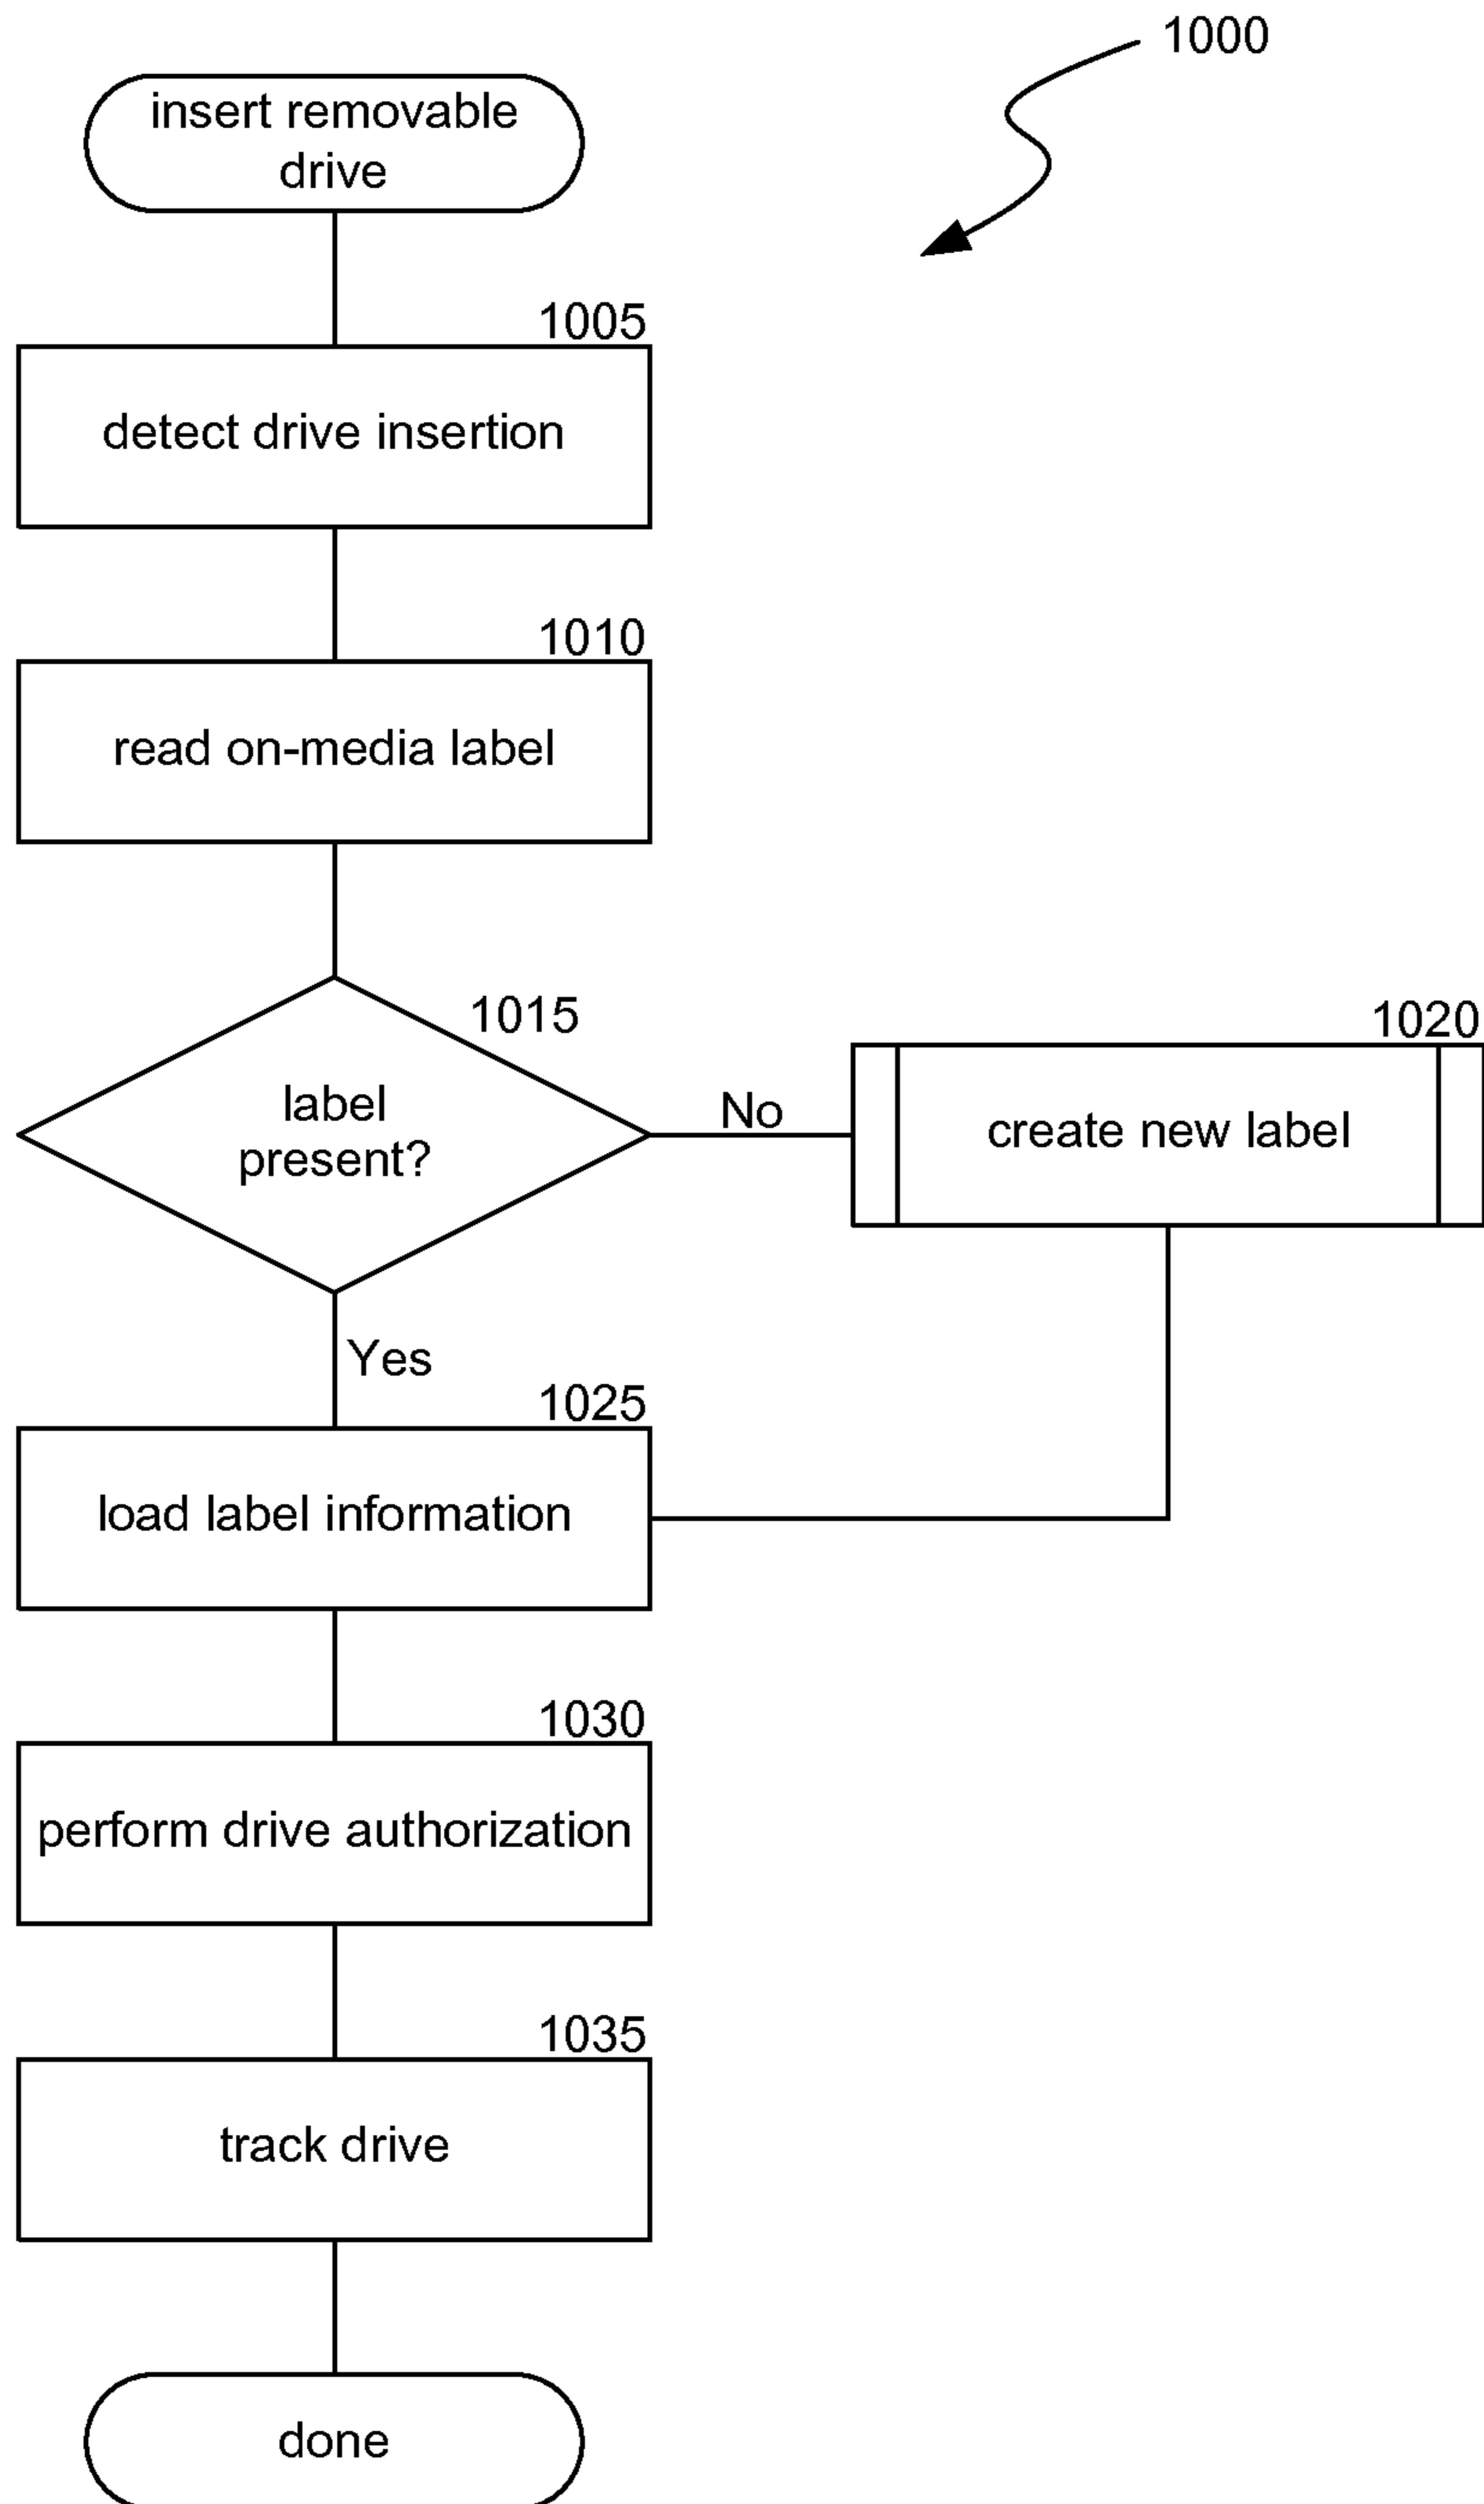 1000
insert removable
drive
1005
detect drive insertion
1010
read on-media label
1015
label
present?
No
1020
create new label
Yes
1025
load label information
1030
perform drive authorization
1035
track drive
done